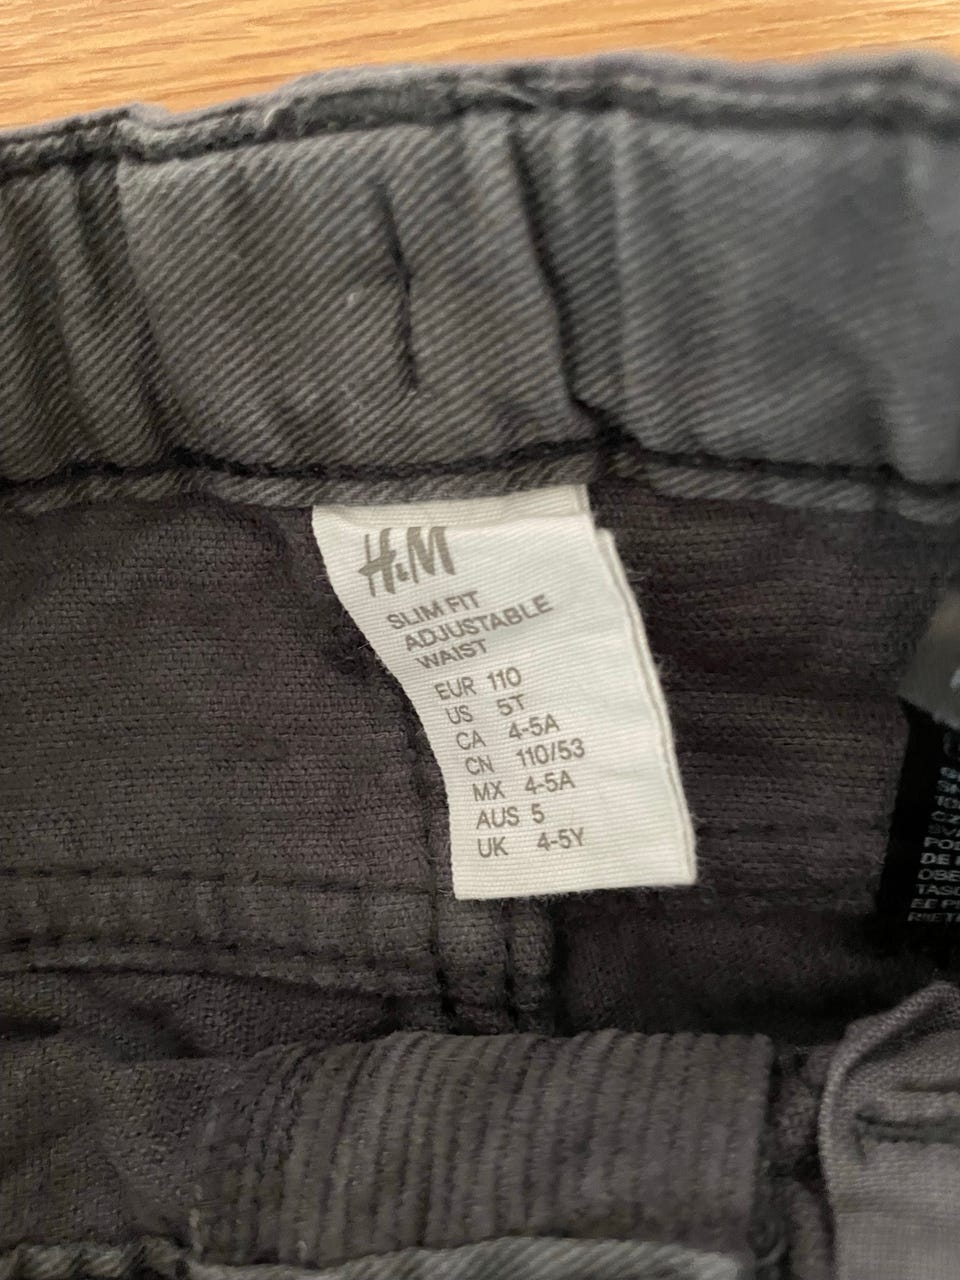 H&M
SLIM FIT
ADJUSTABLE
WAIST
EUR 110
US 5T
CA 4-5A
CN 110/53
MX 4-5A
AUS 5
UK 4-5Y